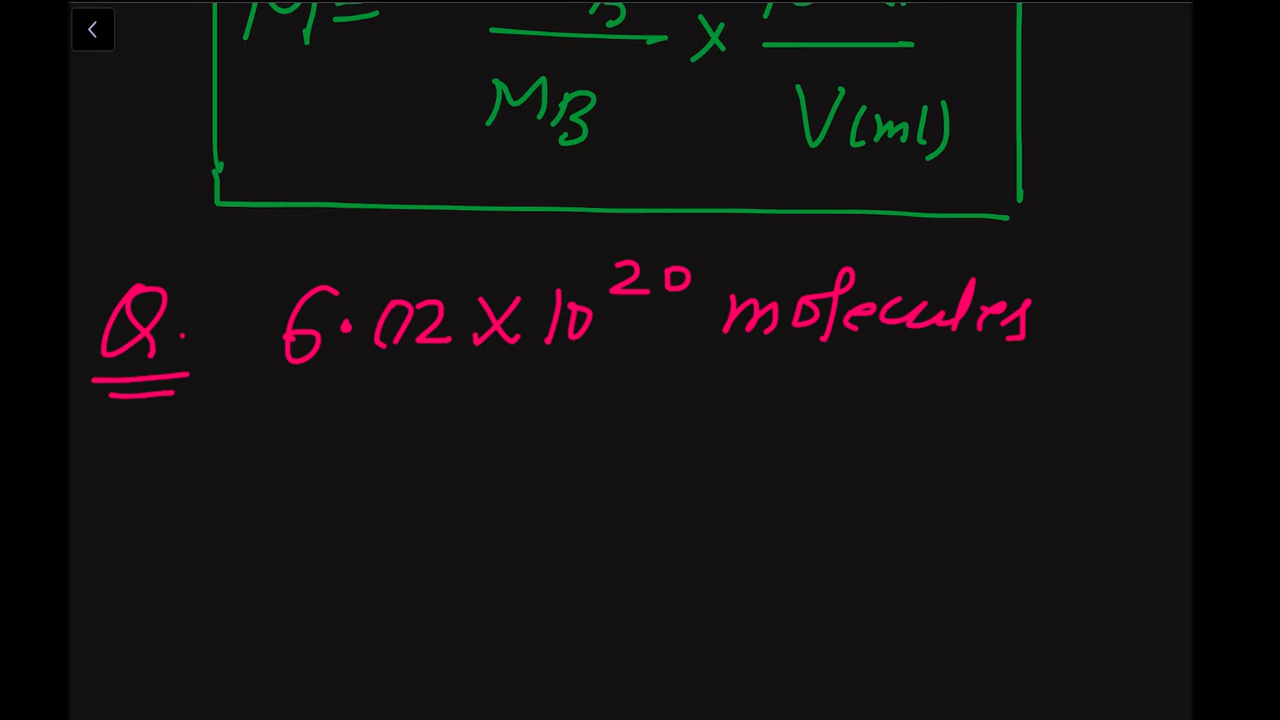 B ×
MB V(ml)
Q. 6.02 × 10²⁰ molecules